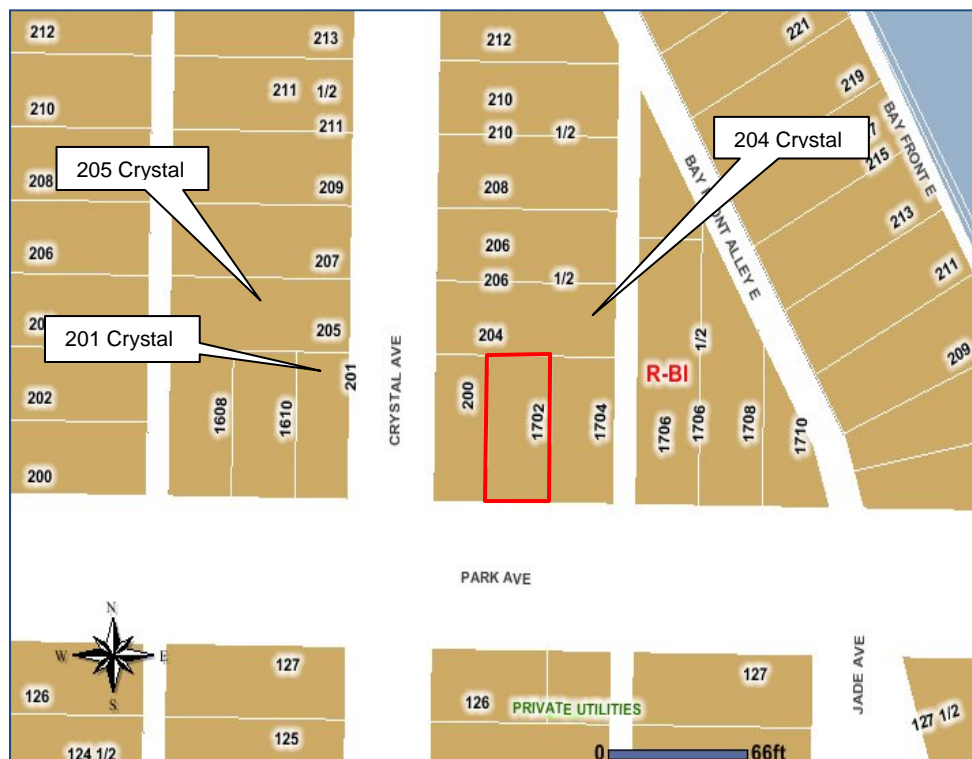 212
213
212
221
211 1/2
219
210
210
211
210 1/2
215
205 Crystal
204 Crystal
BAY FRONT E
208
209
208
213
BAY FRONT ALLEY E
206
207
206
206 1/2
211
205
204
201 Crystal
1/2
209
201
CRYSTAL AVE
R-BI
202
1608
1610
200
1702
1704
1706
1706
1708
1710
200
PARK AVE
N
W
E
S
127
127
126
126
PRIVATE UTILITIES
JADE AVE
127 1/2
124 1/2
125
0
66ft